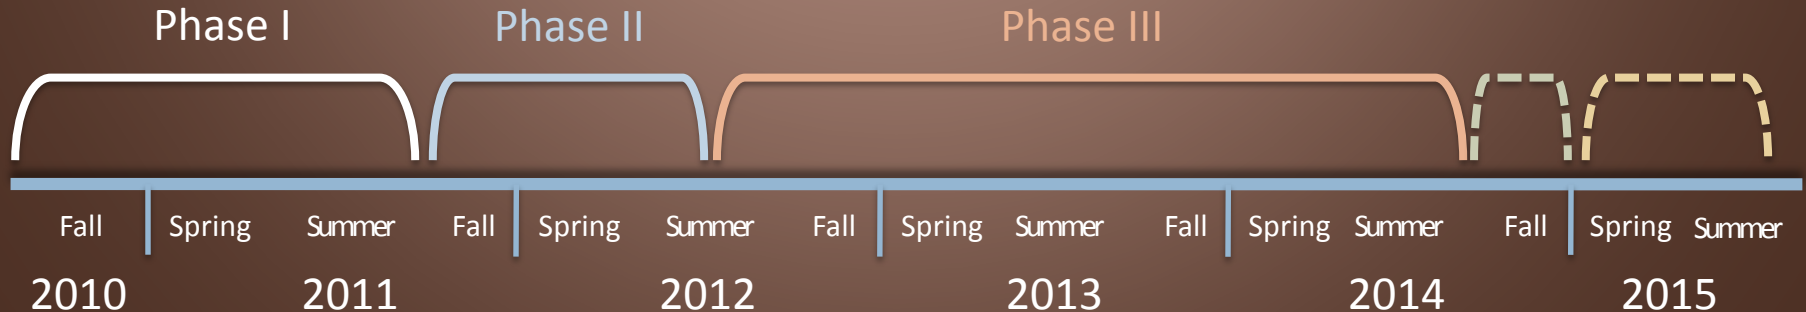 Phase I Phase II Phase III
Fall Spring Summer Fall Spring Summer Fall Spring Summer Fall Spring Summer Fall Spring Summer
2010 2011 2012 2013 2014 2015